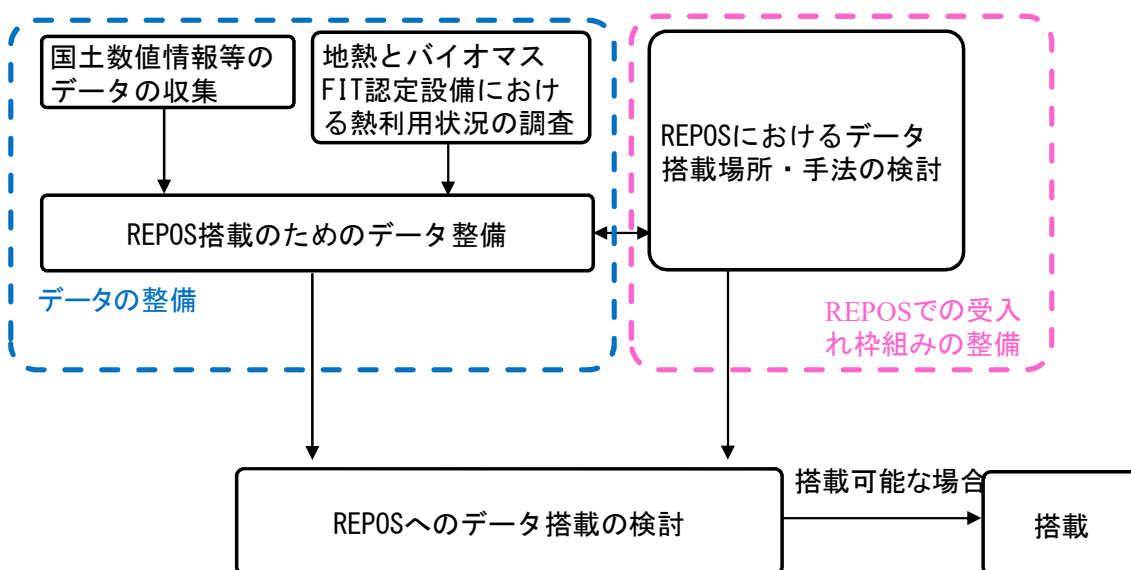 国土数値情報等の
データの収集
地熱とバイオマス
FIT認定設備におけ
る熱利用状況の調査
REPOSにおけるデータ
搭載場所・手法の検討
REPOS搭載のためのデータ整備
データの整備
REPOSでの受入
れ枠組みの整備
搭載可能な場合
REPOSへのデータ搭載の検討
搭載